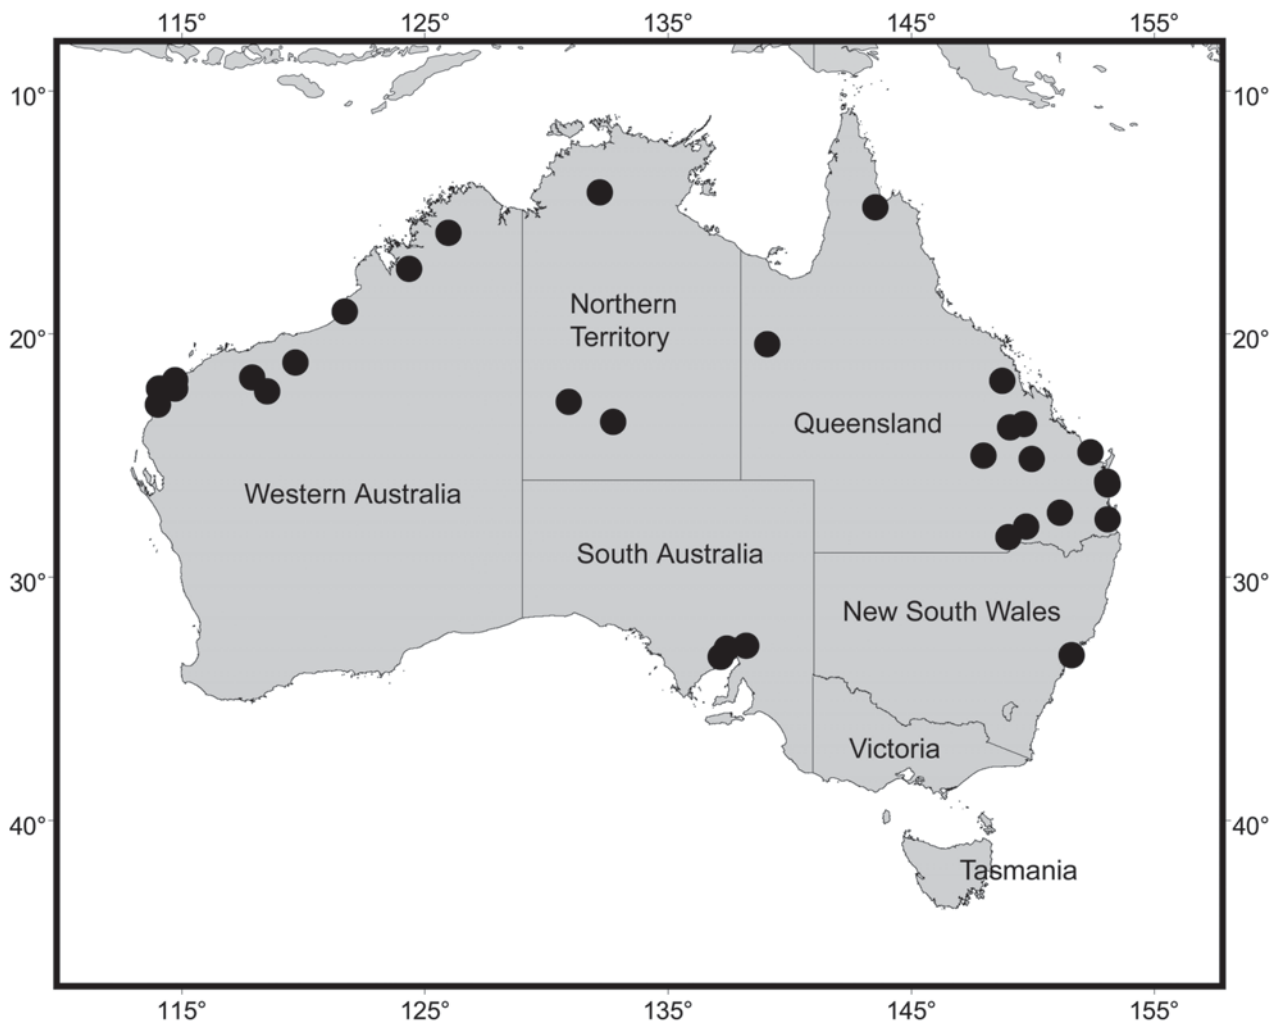 115° 125° 135° 145° 155°
10° 10°
20° 20°
Northern
Territory
Queensland
Western Australia
South Australia
30° 30°
New South Wales
Victoria
40° 40°
Tasmania
115° 125° 135° 145° 155°